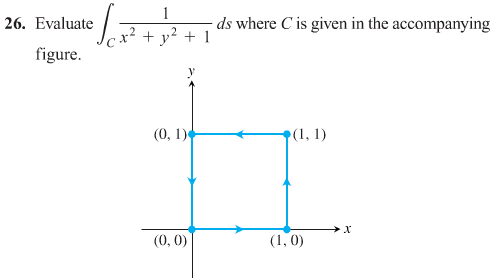 26. Evaluate ∫_C 1/(x² + y² + 1) ds where C is given in the accompanying
figure.
y
(0, 1) (1, 1)
x
(0, 0) (1, 0)